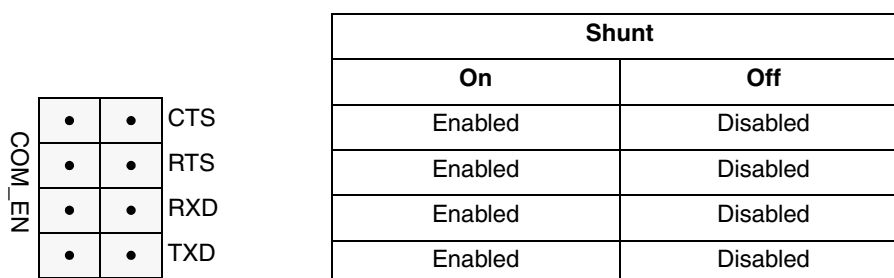 Shunt
On Off
COM_EN
CTS Enabled Disabled
RTS Enabled Disabled
RXD Enabled Disabled
TXD Enabled Disabled